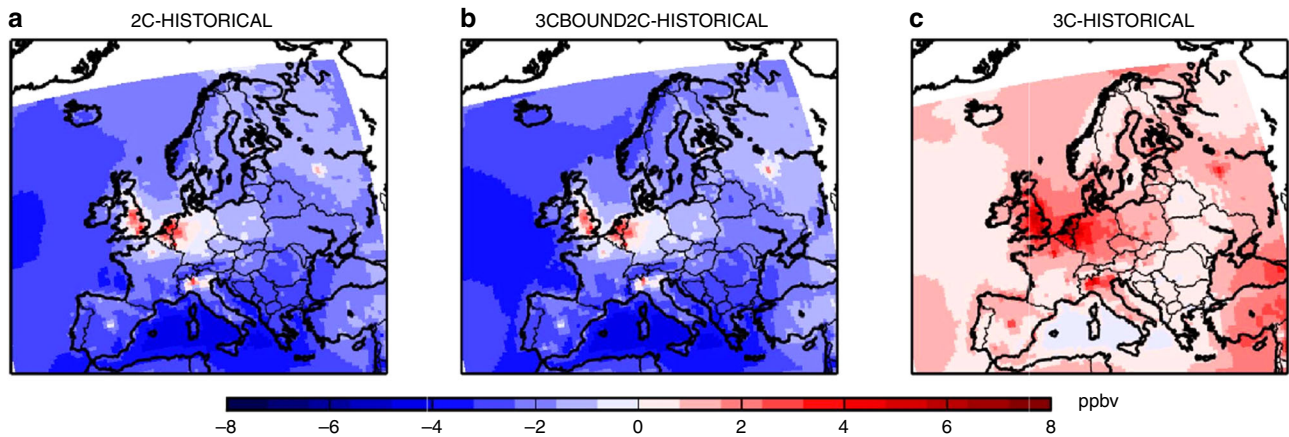 a 2C-HISTORICAL
b 3CBOUND2C-HISTORICAL
c 3C-HISTORICAL
–8 –6 –4 –2 0 2 4 6 8 ppbv